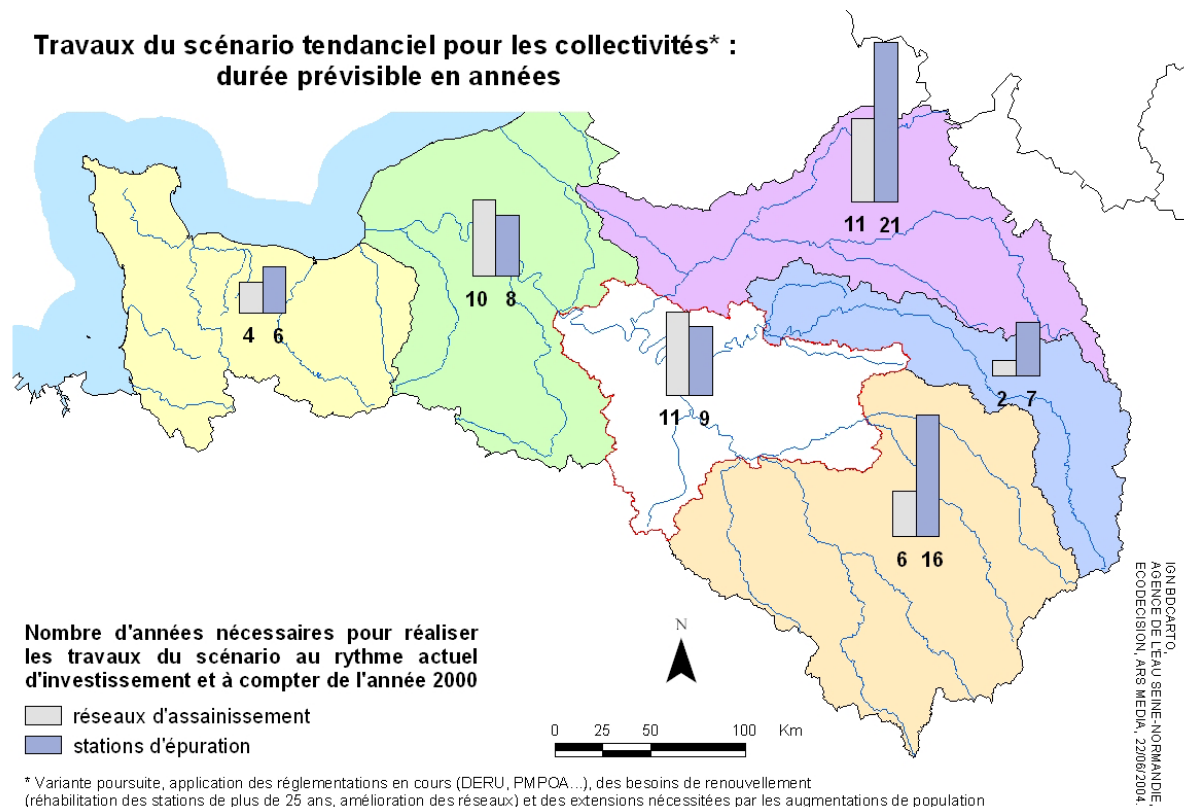 Travaux du scénario tendanciel pour les collectivités* :
durée prévisible en années
11 21
10 8
4 6
11 9
2 7
6 16
Nombre d'années nécessaires pour réaliser
les travaux du scénario au rythme actuel
d'investissement et à compter de l'année 2000
réseaux d'assainissement
stations d'épuration
N
0 25 50 100 Km
IGN BDCARTO,
AGENCE DE L'EAU SEINE-NORMANDIE,
ECODECISION, ARS MEDIA, 22/06/2004.
* Variante poursuite, application des réglementations en cours (DERU, PMPOA...), des besoins de renouvellement
(réhabilitation des stations de plus de 25 ans, amélioration des réseaux) et des extensions nécessitées par les augmentations de population